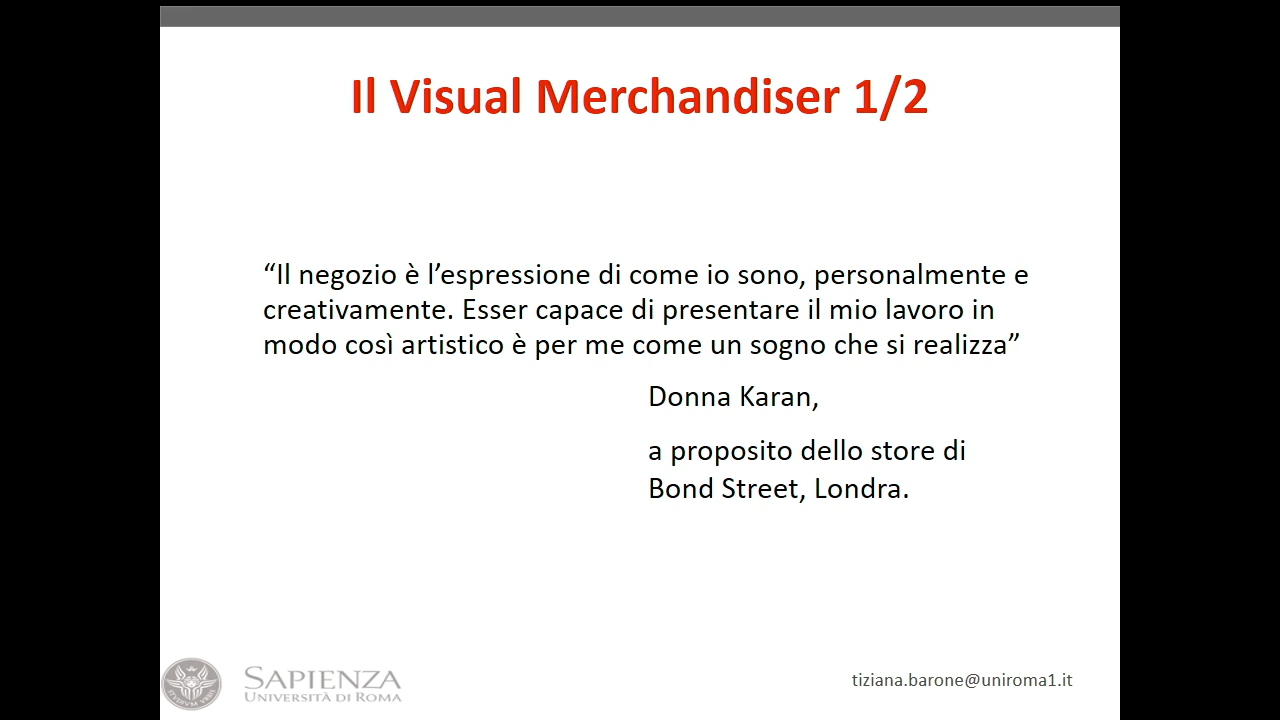 Il Visual Merchandiser 1/2
“Il negozio è l’espressione di come io sono, personalmente e
creativamente. Esser capace di presentare il mio lavoro in
modo così artistico è per me come un sogno che si realizza”
Donna Karan,
a proposito dello store di
Bond Street, Londra.
SAPIENZA
UNIVERSITÀ DI ROMA
tiziana.barone@uniroma1.it